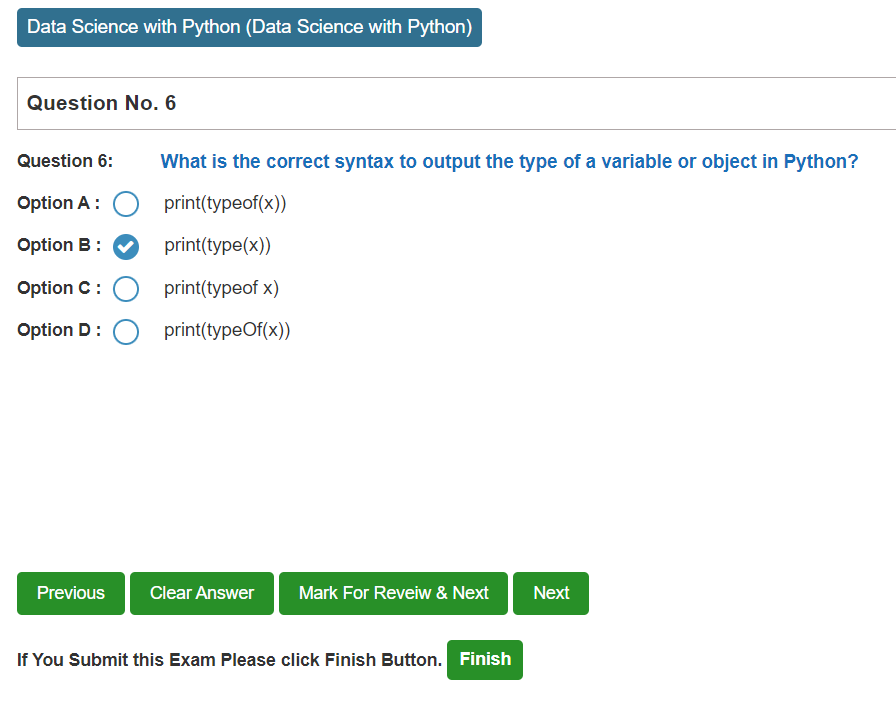 Data Science with Python (Data Science with Python)
Question No. 6
Question 6: What is the correct syntax to output the type of a variable or object in Python?
Option A : print(typeof(x))
Option B : print(type(x))
Option C : print(typeof x)
Option D : print(typeOf(x))
Previous Clear Answer Mark For Reveiw & Next Next
If You Submit this Exam Please click Finish Button. Finish